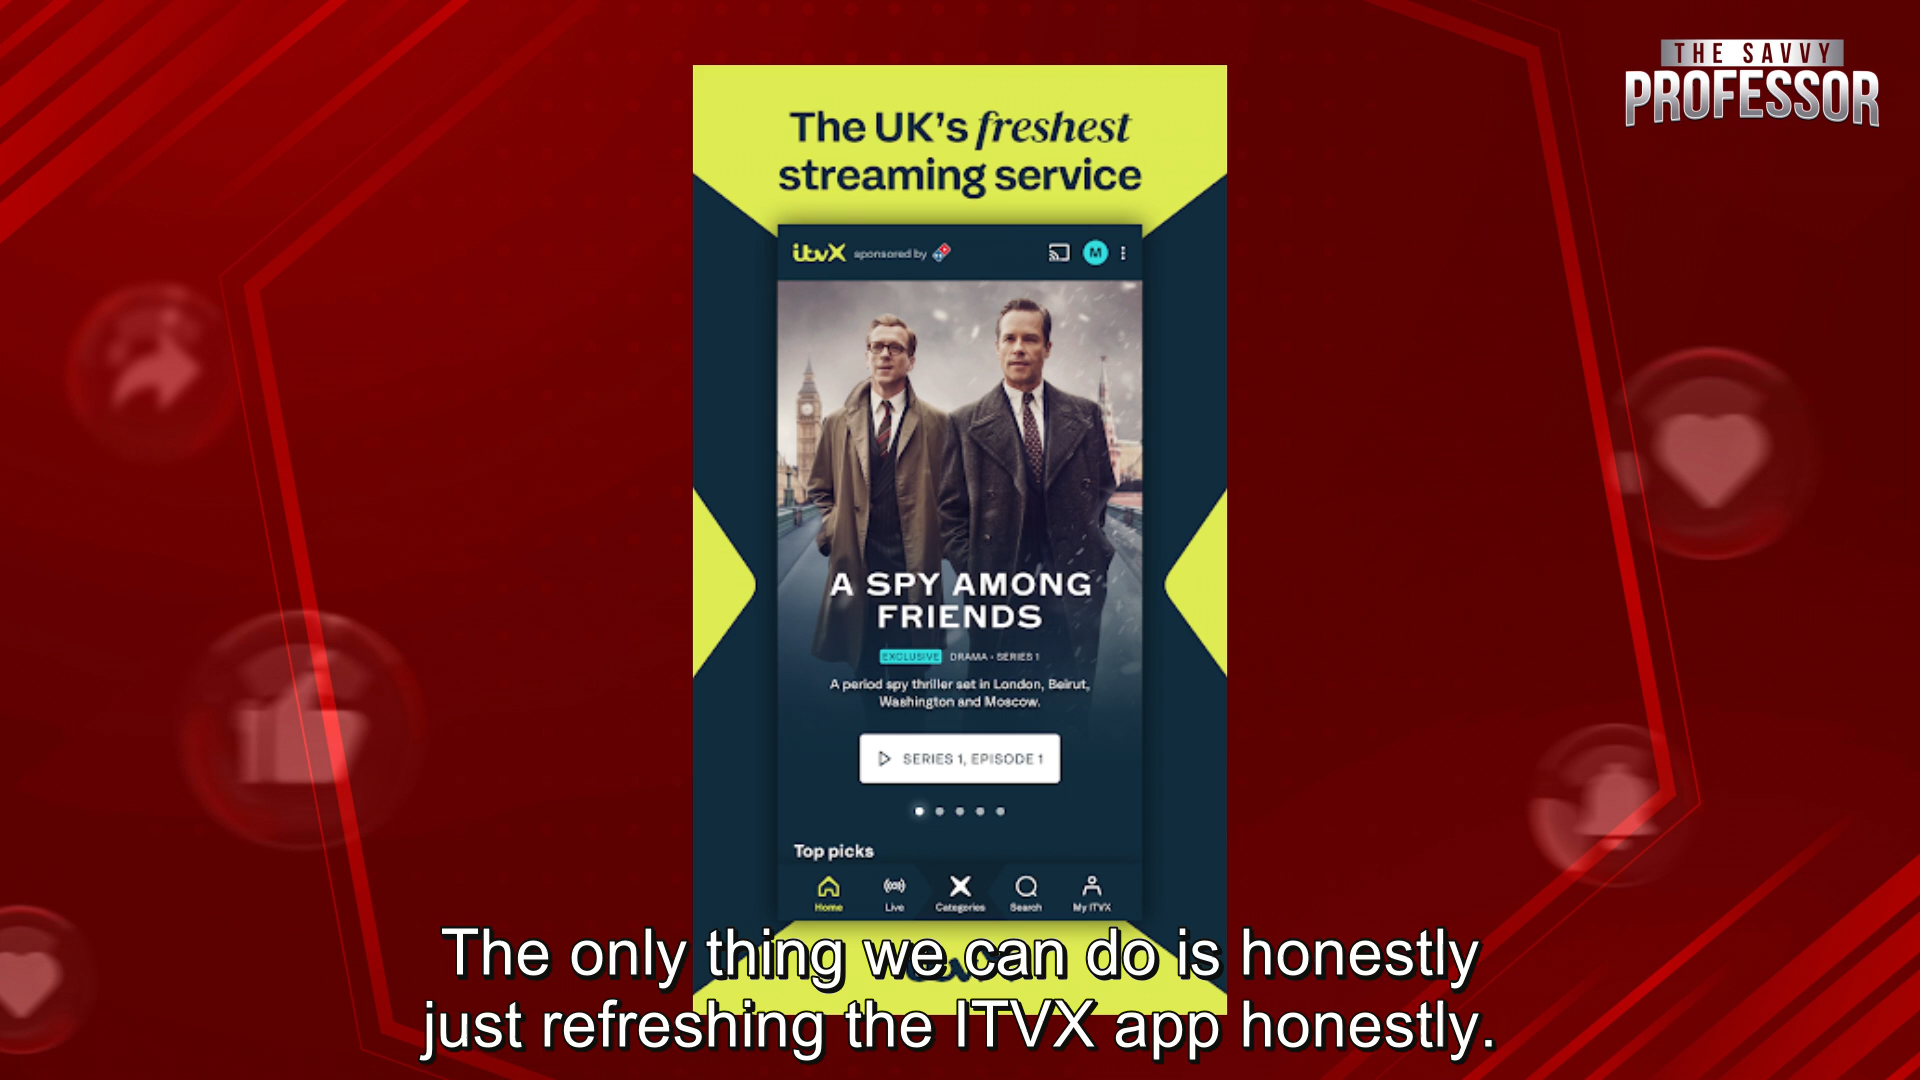 THE SAVVY
PROFESSOR
The UK's freshest
streaming service
itvX sponsored by
M
A SPY AMONG
FRIENDS
EXCLUSIVE DRAMA - SERIES 1
A period spy thriller set in London, Beirut,
Washington and Moscow.
SERIES 1, EPISODE 1
Top picks
Home Live Categories Search My ITVX
The only thing we can do is honestly
just refreshing the ITVX app honestly.